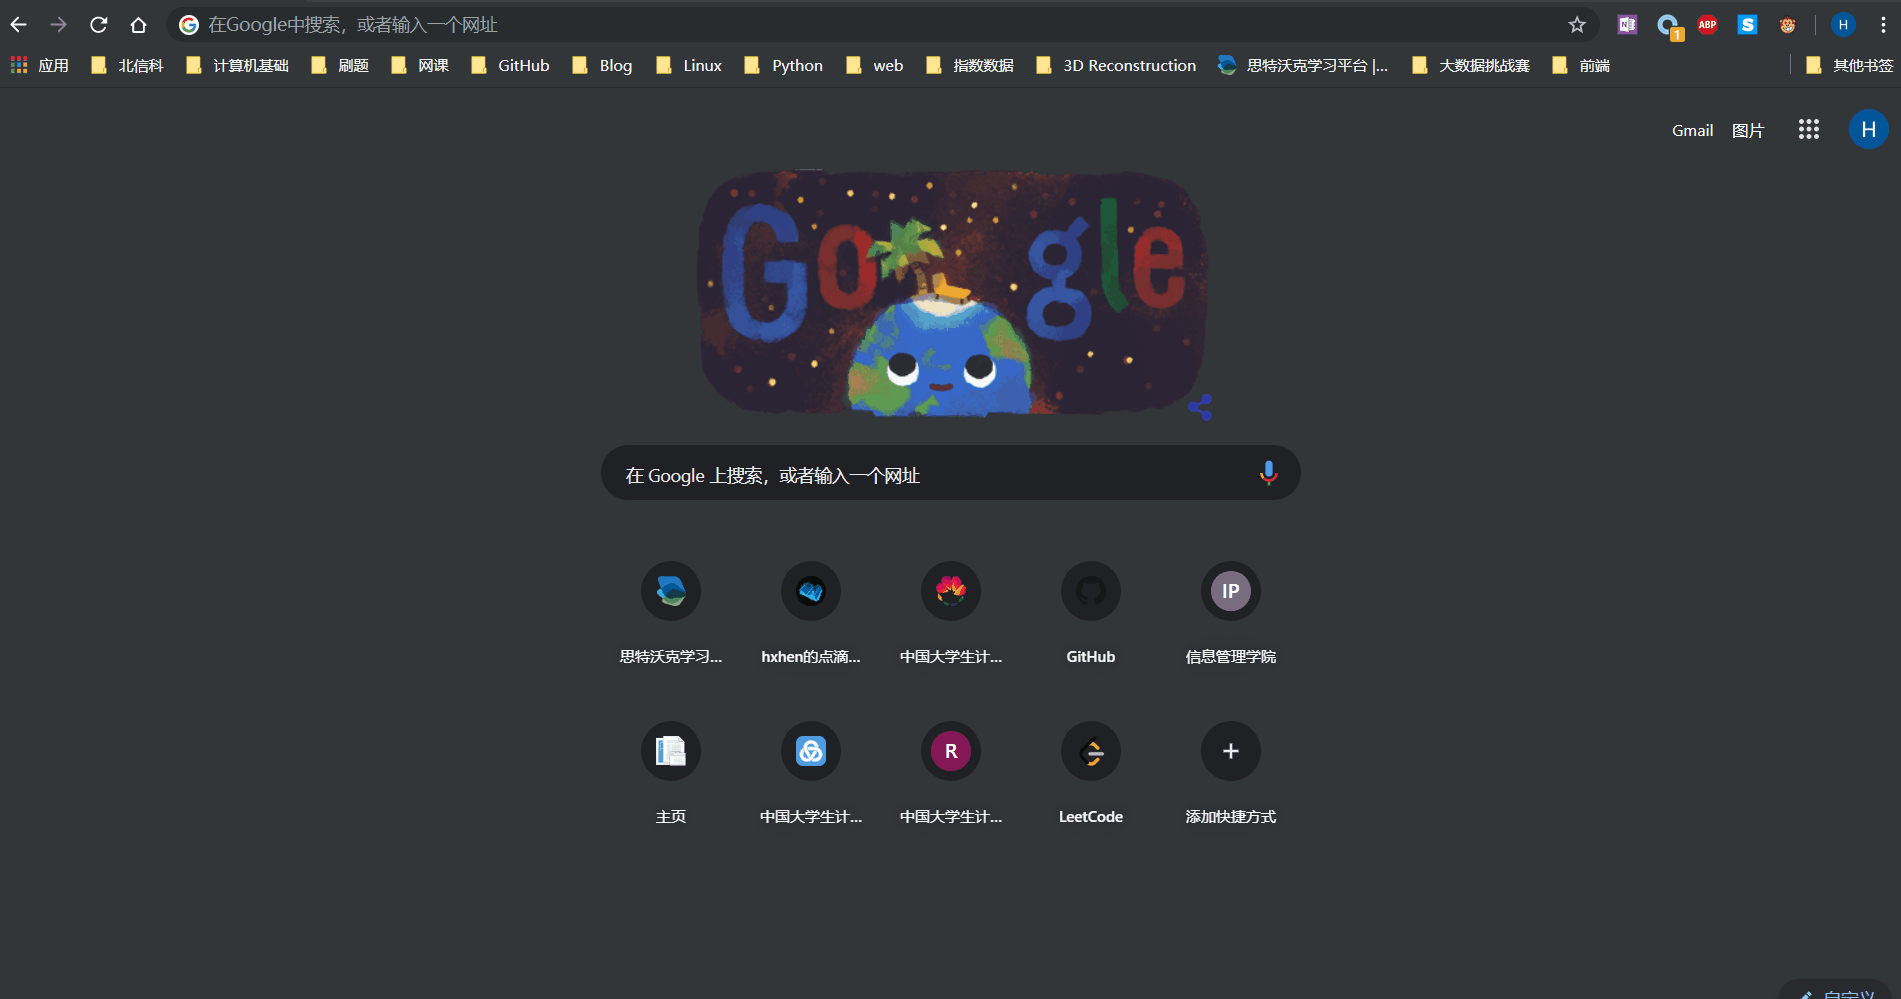 在Google中搜索，或者输入一个网址
N
1
ABP
S
H
应用 北信科 计算机基础 刷题 网课 GitHub Blog Linux Python web 指数数据 3D Reconstruction 思特沃克学习平台 |... 大数据挑战赛 前端 其他书签
Gmail 图片 H
Google
在 Google 上搜索，或者输入一个网址
IP
思特沃克学习... hxhen的点滴... 中国大学生计... GitHub 信息管理学院
R
主页 中国大学生计... 中国大学生计... LeetCode 添加快捷方式
自定义